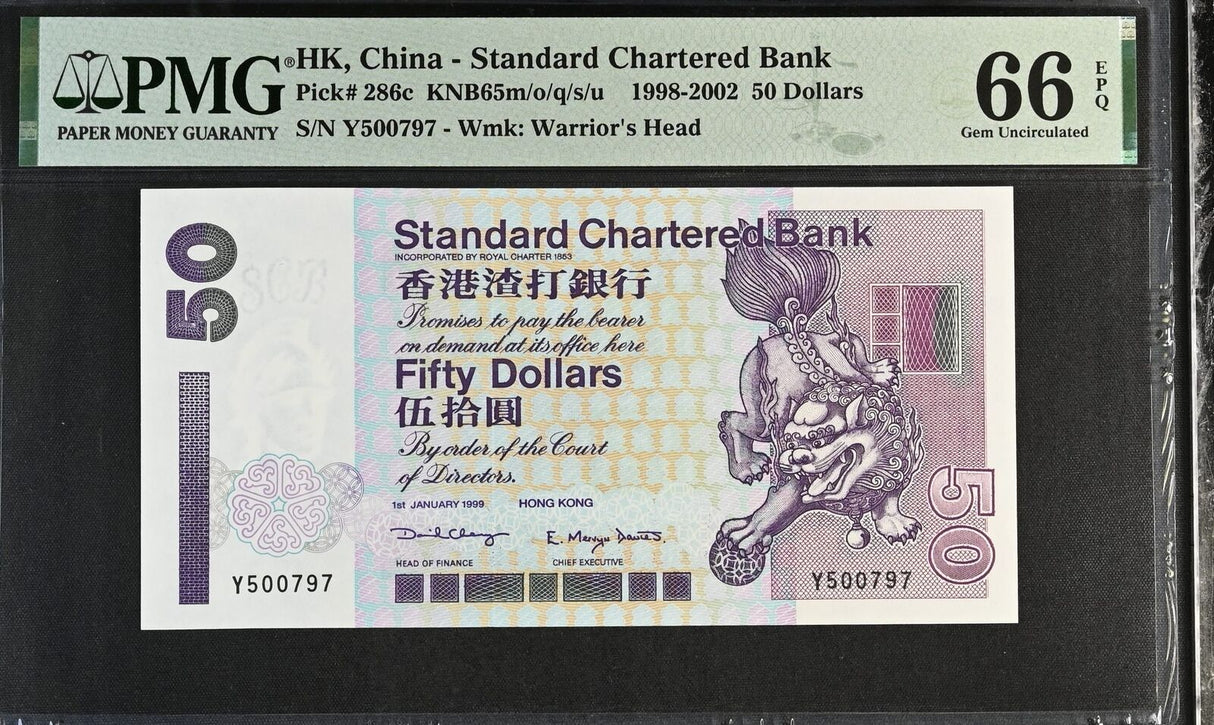 PMG® HK, China - Standard Chartered Bank
PAPER MONEY GUARANTY
Pick# 286c KNB65m/o/q/s/u 1998-2002 50 Dollars
S/N Y500797 - Wmk: Warrior's Head
66 EPQ
Gem Uncirculated
50
SCB
Standard Chartered Bank
INCORPORATED BY ROYAL CHARTER 1853
香港渣打銀行
Promises to pay the bearer
on demand at its office here
Fifty Dollars
伍拾圓
By order of the Court
of Directors.
1st JANUARY 1999 HONG KONG
E. Mervyn Davies.
HEAD OF FINANCE CHIEF EXECUTIVE
Y500797
Y500797
50